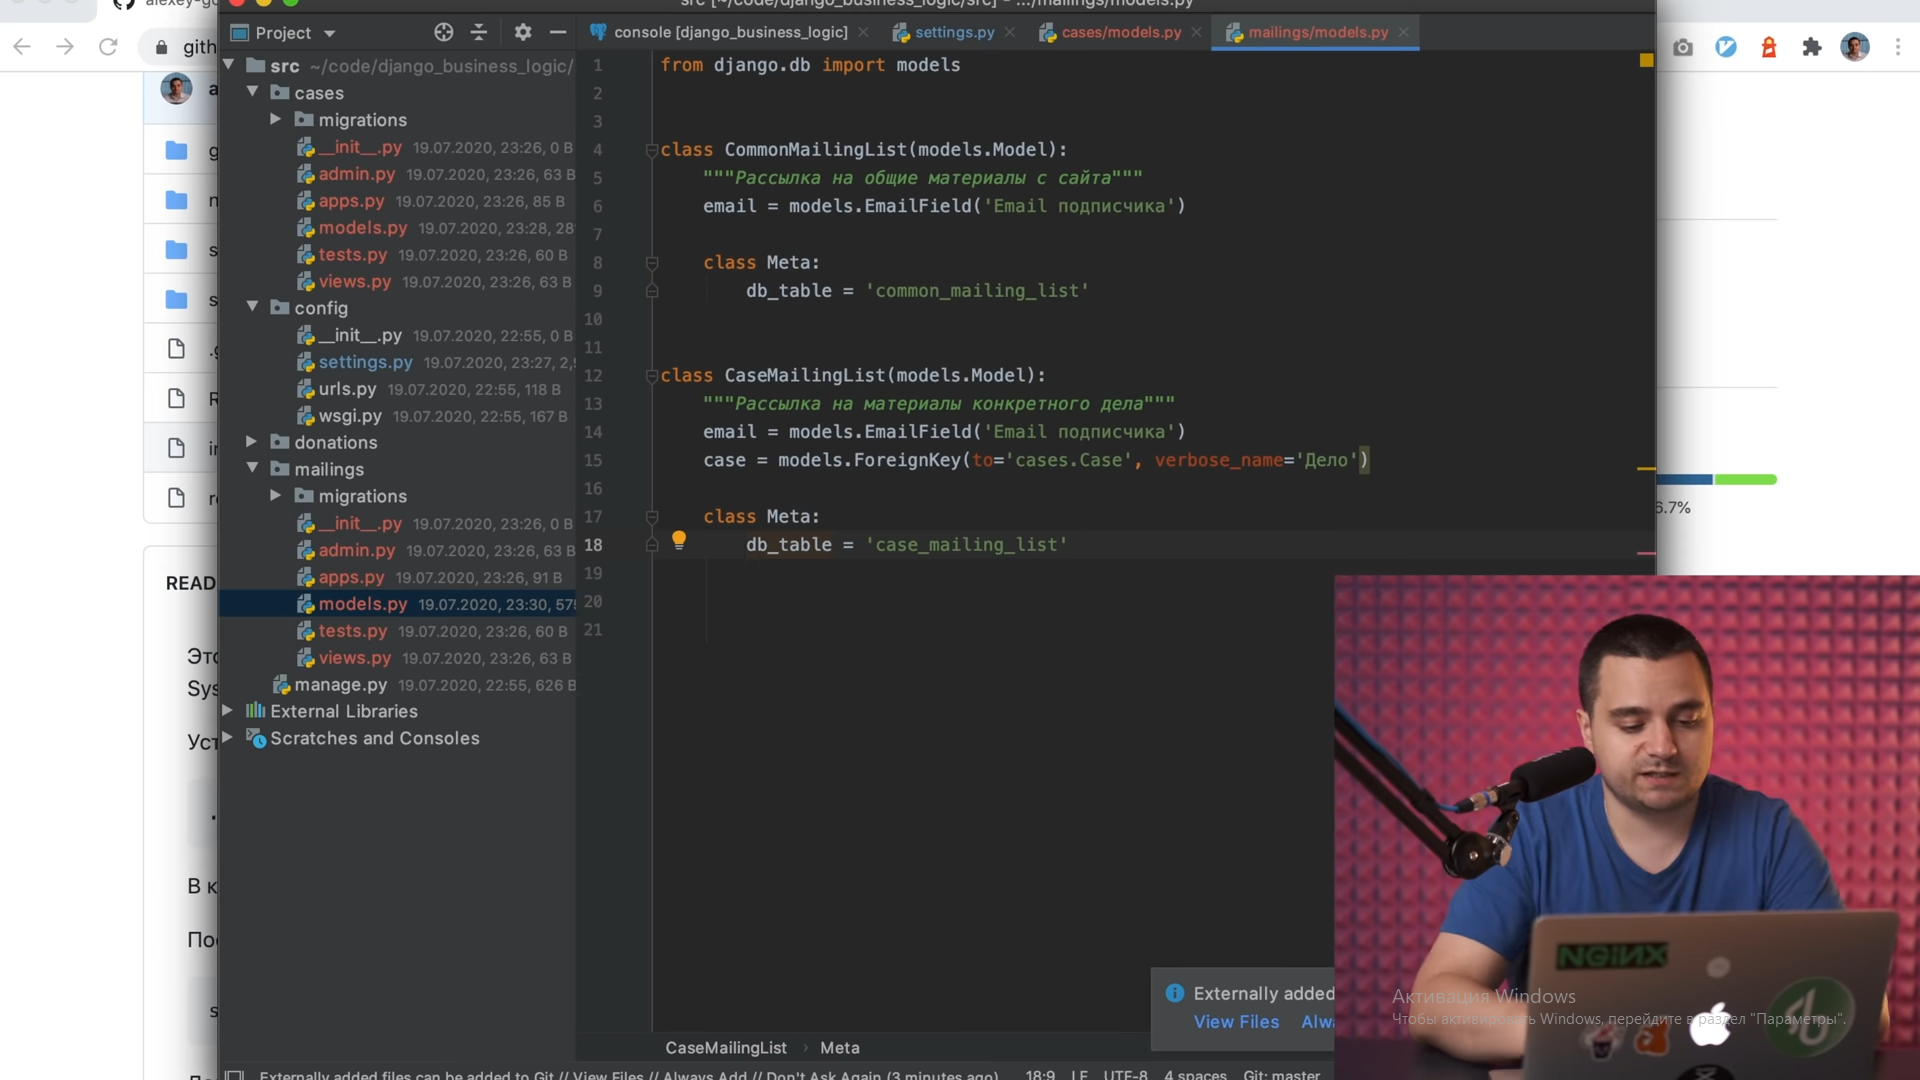 src [~/code/django_business_logic/src] - .../mailings/models.py
gith
Project
console [django_business_logic]
settings.py
cases/models.py
mailings/models.py
src ~/code/django_business_logic/
cases
migrations
__init__.py 19.07.2020, 23:26, 0 B
admin.py 19.07.2020, 23:26, 63 B
apps.py 19.07.2020, 23:26, 85 B
models.py 19.07.2020, 23:28, 28
tests.py 19.07.2020, 23:26, 60 B
views.py 19.07.2020, 23:26, 63 B
config
__init__.py 19.07.2020, 22:55, 0 B
settings.py 19.07.2020, 23:27, 2,
urls.py 19.07.2020, 22:55, 118 B
wsgi.py 19.07.2020, 22:55, 167 B
donations
mailings
migrations
__init__.py 19.07.2020, 23:26, 0 B
admin.py 19.07.2020, 23:26, 63 B
apps.py 19.07.2020, 23:26, 91 B
models.py 19.07.2020, 23:30, 57
tests.py 19.07.2020, 23:26, 60 B
views.py 19.07.2020, 23:26, 63 B
manage.py 19.07.2020, 22:55, 626 B
External Libraries
Scratches and Consoles
1 from django.db import models
2
3
4 class CommonMailingList(models.Model):
5 """Рассылка на общие материалы с сайта"""
6 email = models.EmailField('Email подписчика')
7
8 class Meta:
9 db_table = 'common_mailing_list'
10
11
12 class CaseMailingList(models.Model):
13 """Рассылка на материалы конкретного дела"""
14 email = models.EmailField('Email подписчика')
15 case = models.ForeignKey(to='cases.Case', verbose_name='Дело')
16
17 class Meta:
18 db_table = 'case_mailing_list'
19
20
21
6.7%
READ
Это
Sys
Уст
В к
Пос
Externally added
View Files Alw
NGINX
Активация Windows
Чтобы активировать Windows, перейдите в раздел "Параметры".
CaseMailingList › Meta
Externally added files can be added to Git // View Files // Always Add // Don't Ask Again (3 minutes ago) 18:9 LF UTF-8 4 spaces Git: master